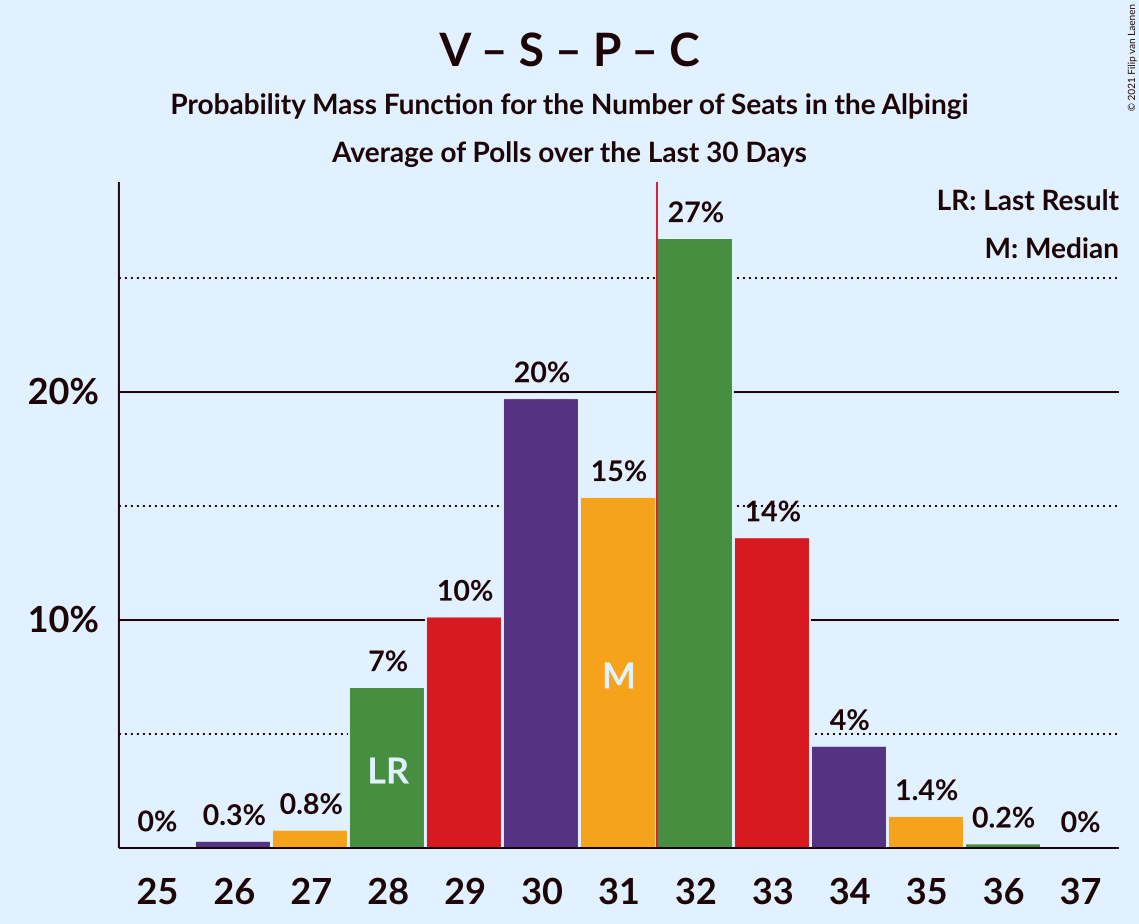 V – S – P – C
Probability Mass Function for the Number of Seats in the Alþingi
Average of Polls over the Last 30 Days
© 2021 Filip van Laenen
LR: Last Result
M: Median
27%
20%
20%
15%
14%
10%
10%
M
7%
4%
LR
1.4%
0.8%
0.3%
0.2%
0%
0%
25 26 27 28 29 30 31 32 33 34 35 36 37